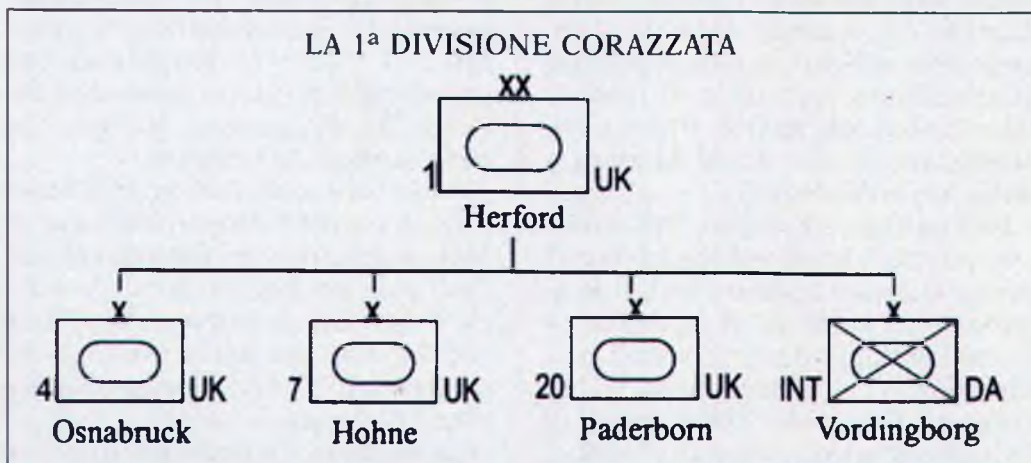 LA 1ª DIVISIONE CORAZZATA
XX
1 UK
Herford
x x x x
4 UK 7 UK 20 UK INT DA
Osnabruck Hohne Paderborn Vordingborg